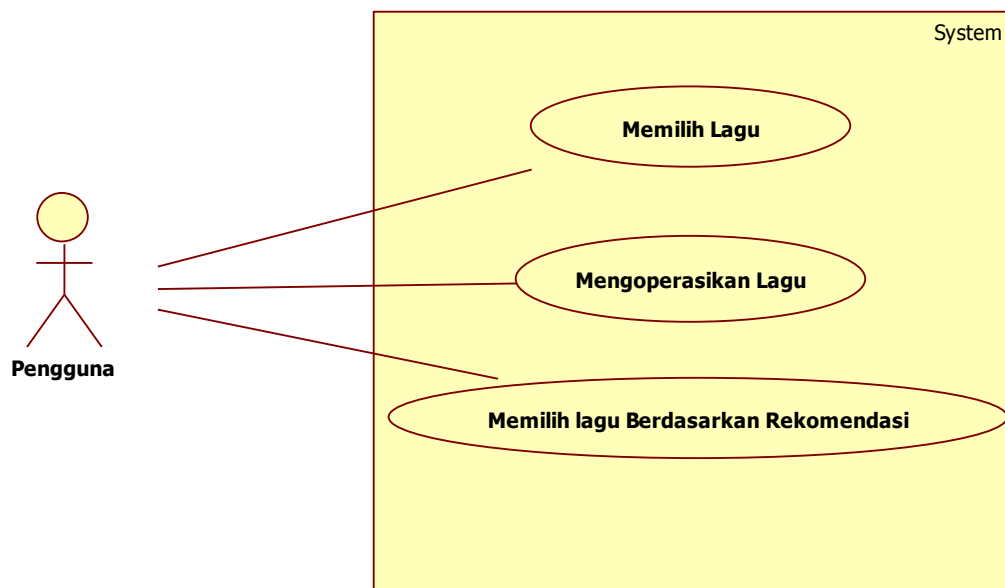 System
Memilih Lagu
Mengoperasikan Lagu
Pengguna
Memilih lagu Berdasarkan Rekomendasi